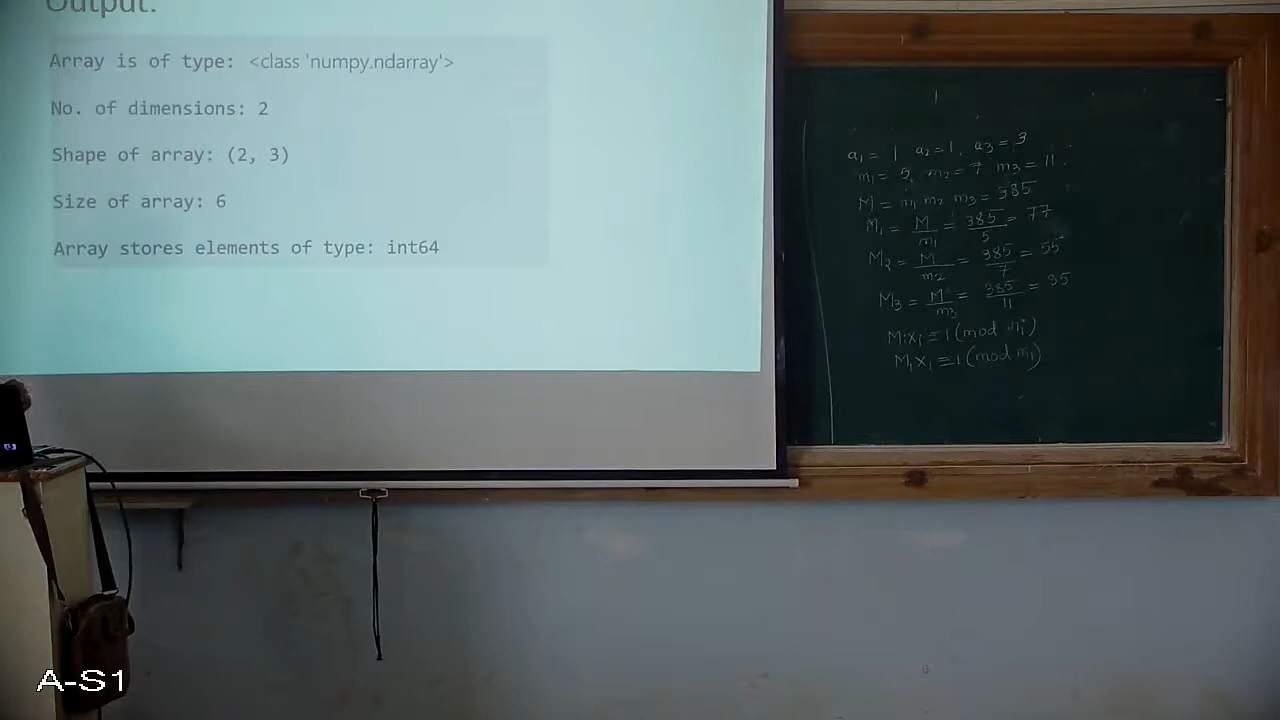 Output:
Array is of type: <class 'numpy.ndarray'>
No. of dimensions: 2
Shape of array: (2, 3)
Size of array: 6
Array stores elements of type: int64
a₁ = 1 a₂ = 1, a₃ = 3
m₁ = 5, m₂ = 7 m₃ = 11
M = m₁ m₂ m₃ = 385
M₁ = M/m₁ = 385/5 = 77
M₂ = M/m₂ = 385/7 = 55
M₃ = M/m₃ = 385/11 = 35
Mᵢxᵢ ≡ 1 (mod mᵢ)
M₁x₁ ≡ 1 (mod m₁)
A-S1